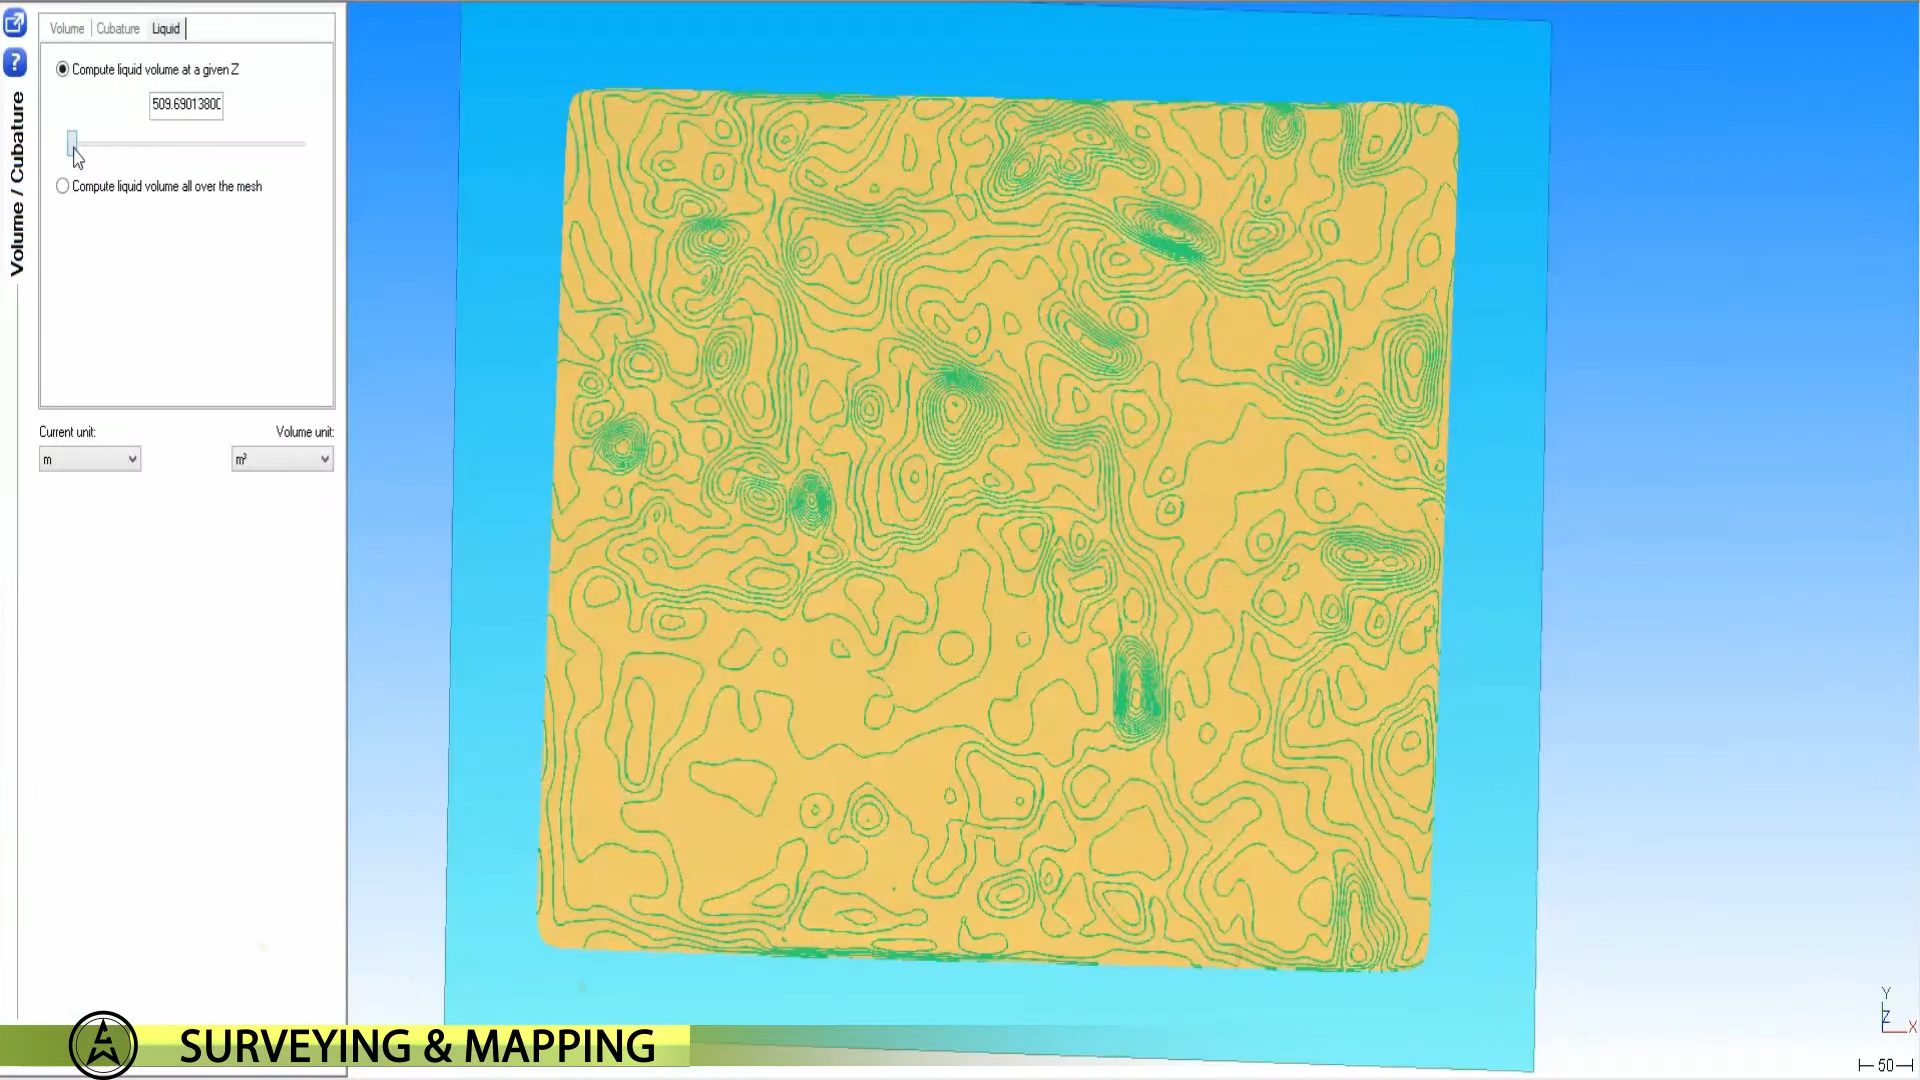 Volume / Cubature
Volume Cubature Liquid
Compute liquid volume at a given Z
509.6901380
Compute liquid volume all over the mesh
Current unit:
Volume unit:
m
m³
SURVEYING & MAPPING
Y
Z
X
50
?